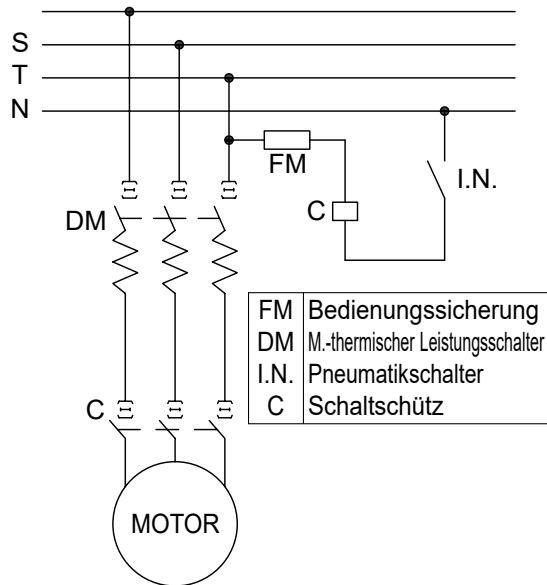 S
T
N
FM
I.N.
C
DM
FM Bedienungssicherung
DM M.-thermischer Leistungsschalter
I.N. Pneumatikschalter
C Schaltschütz
C
MOTOR